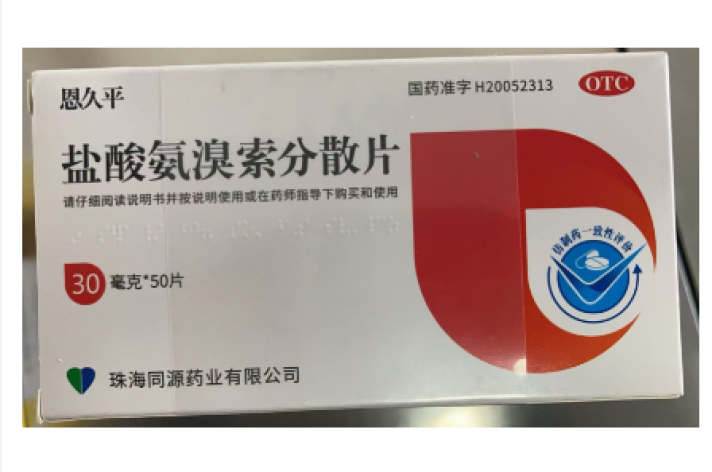 恩久平
国药准字 H20052313
OTC
盐酸氨溴索分散片
请仔细阅读说明书并按说明使用或在药师指导下购买和使用
仿制药一致性评价
30 毫克*50片
珠海同源药业有限公司